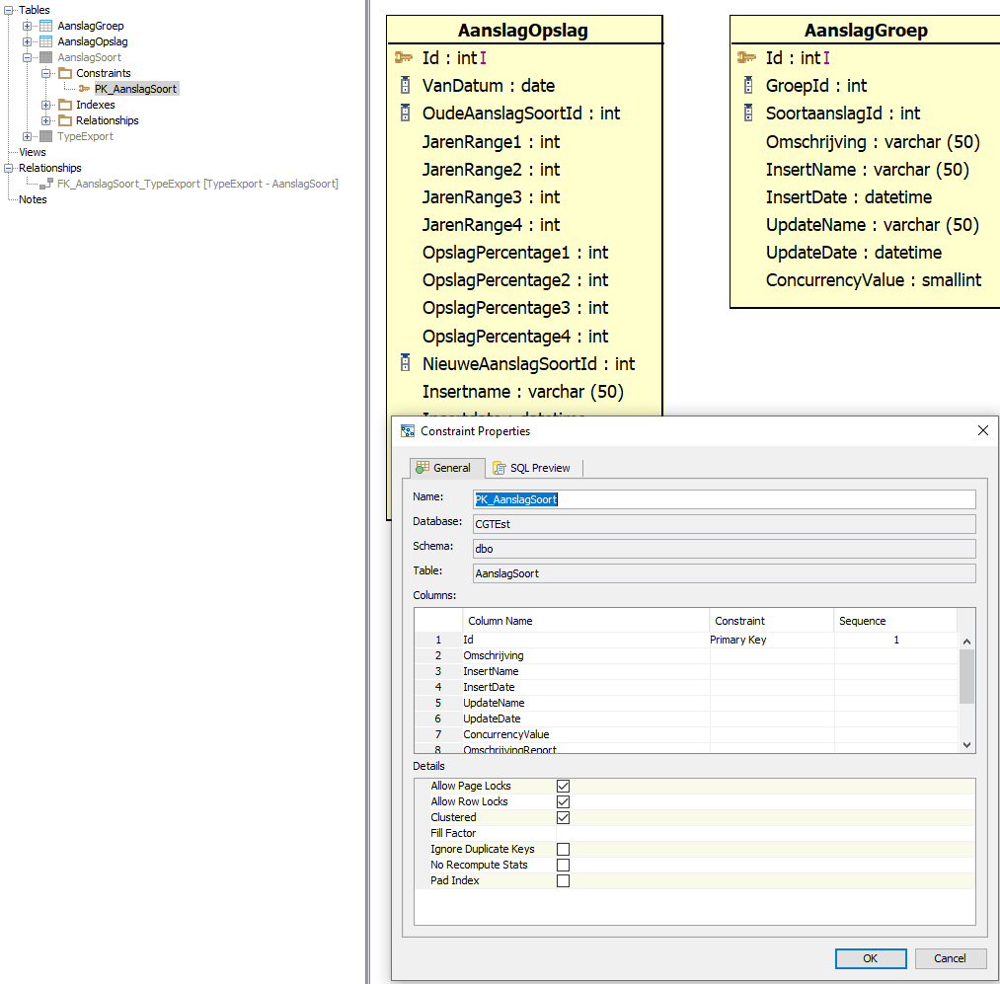 Tables
AanslagGroep
AanslagOpslag
AanslagSoort
Constraints
PK_AanslagSoort
Indexes
Relationships
TypeExport
Views
Relationships
FK_AanslagSoort_TypeExport [TypeExport - AanslagSoort]
Notes
AanslagOpslag
Id : int I
VanDatum : date
OudeAanslagSoortId : int
JarenRange1 : int
JarenRange2 : int
JarenRange3 : int
JarenRange4 : int
OpslagPercentage1 : int
OpslagPercentage2 : int
OpslagPercentage3 : int
OpslagPercentage4 : int
NieuweAanslagSoortId : int
Insertname : varchar (50)
AanslagGroep
Id : int I
GroepId : int
SoortaanslagId : int
Omschrijving : varchar (50)
InsertName : varchar (50)
InsertDate : datetime
UpdateName : varchar (50)
UpdateDate : datetime
ConcurrencyValue : smallint
Constraint Properties
General SQL Preview
Name: PK_AanslagSoort
Database: CGTEst
Schema: dbo
Table: AanslagSoort
Columns:
Column Name Constraint Sequence
1 Id Primary Key 1
2 Omschrijving
3 InsertName
4 InsertDate
5 UpdateName
6 UpdateDate
7 ConcurrencyValue
8 OmschrijvingReport
Details
Allow Page Locks
Allow Row Locks
Clustered
Fill Factor
Ignore Duplicate Keys
No Recompute Stats
Pad Index
OK Cancel